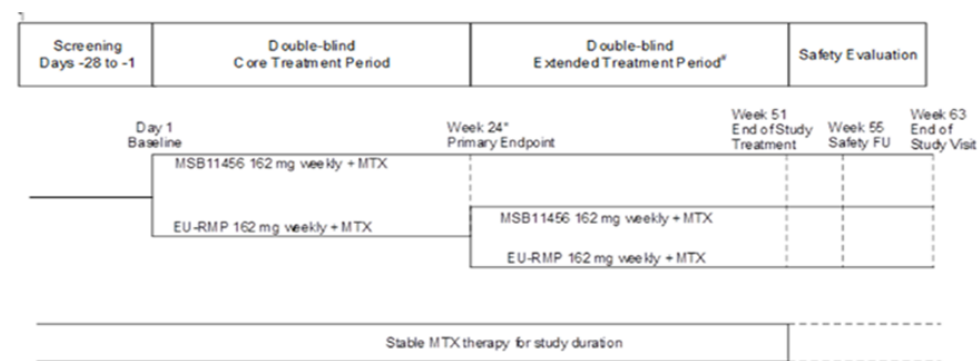 Screening
Days -28 to -1
Double-blind
Core Treatment Period
Double-blind
Extended Treatment Period#
Safety Evaluation
Day 1
Baseline
Week 24*
Primary Endpoint
Week 51
End of Study
Treatment
Week 55
Safety FU
Week 63
End of
Study Visit
MSB11456 162 mg weekly + MTX
EU-RMP 162 mg weekly + MTX
MSB11456 162 mg weekly + MTX
EU-RMP 162 mg weekly + MTX
Stable MTX therapy for study duration